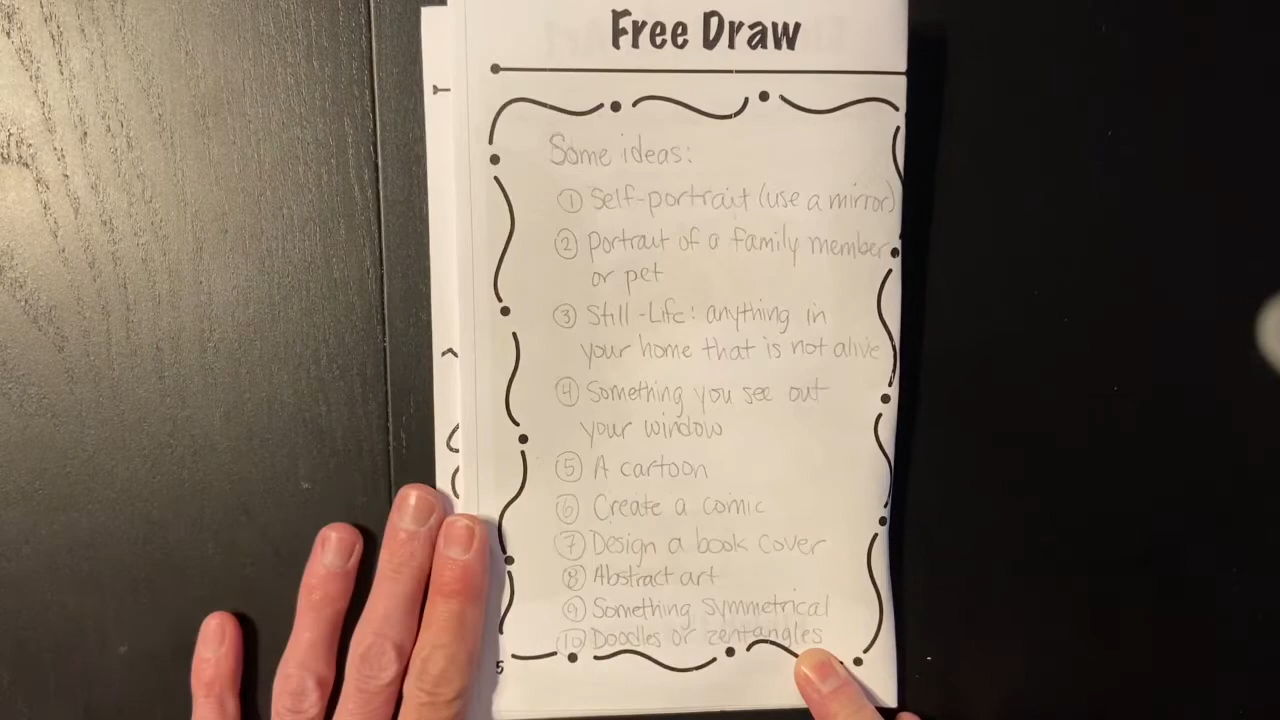 Free Draw
Some ideas:
① Self-portrait (use a mirror)
② portrait of a family member
or pet
③ Still-Life: anything in
your home that is not alive
④ Something you see out
your window
⑤ A cartoon
⑥ Create a comic
⑦ Design a book cover
⑧ Abstract art
⑨ Something symmetrical
⑩ Doodles or zentangles
5